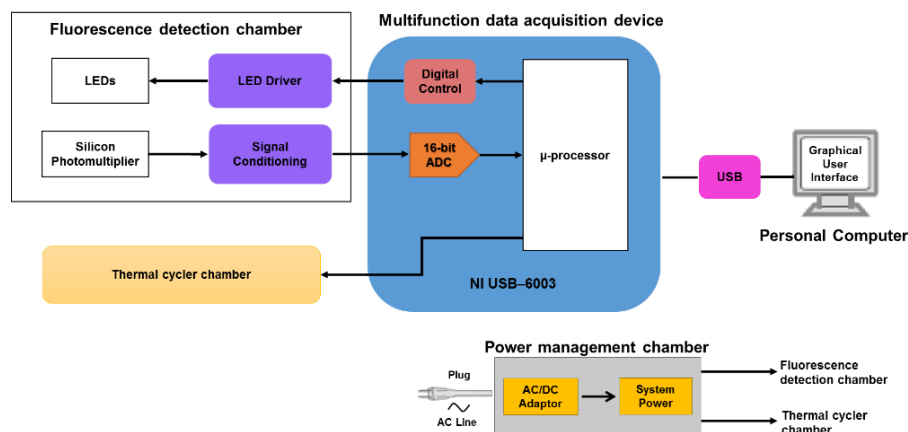 Multifunction data acquisition device
Fluorescence detection chamber
LEDs
LED Driver
Digital
Control
Silicon
Photomultiplier
Signal
Conditioning
16-bit
ADC
µ-processor
USB
Graphical
User
Interface
Personal Computer
Thermal cycler chamber
NI USB–6003
Power management chamber
Plug
AC Line
AC/DC
Adaptor
System
Power
Fluorescence
detection chamber
Thermal cycler
chamber